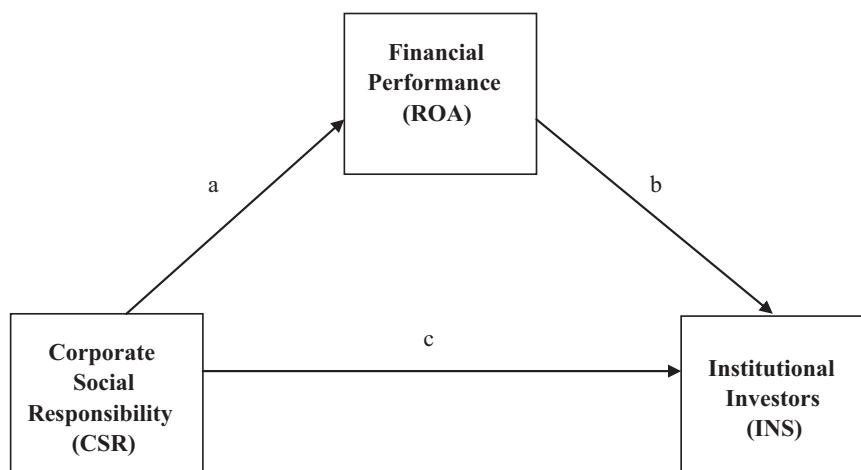 Financial
Performance
(ROA)
a
b
c
Corporate
Social
Responsibility
(CSR)
Institutional
Investors
(INS)